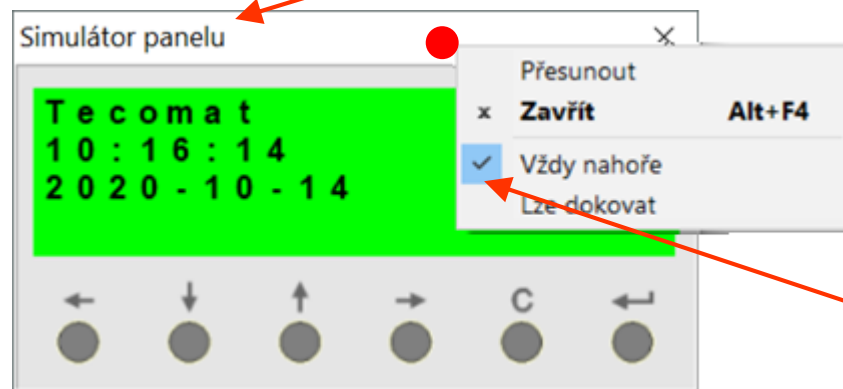 Simulátor panelu
Přesunout
x Zavřít Alt+F4
Vždy nahoře
Lze dokovat
Tecomat
10:16:14
2020-10-14
C